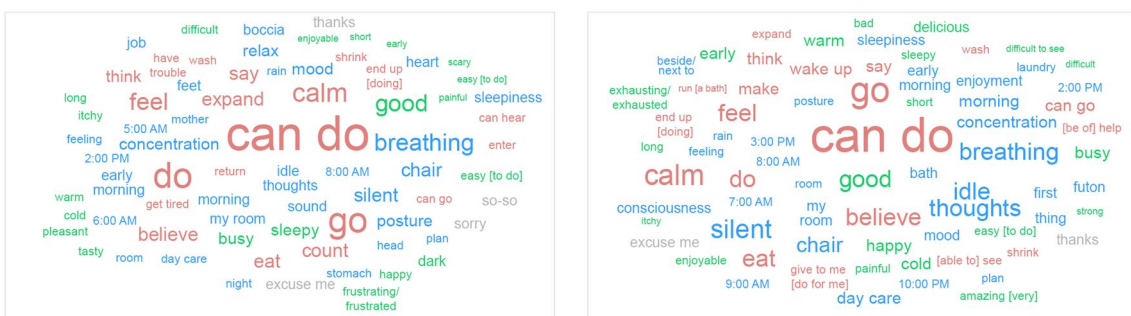 thanks
difficult
boccia
enjoyable
short
early
job
relax
have trouble
wash
shrink
heart
scary
think
say
rain
mood
end up
[doing]
easy [to do]
feet
long
feel
expand
calm
good
painful
sleepiness
itchy
mother
can hear
5:00 AM
feeling
concentration
can do
breathing
enter
2:00 PM
early
morning
do
return
idle
thoughts
8:00 AM
chair
easy [to do]
warm
get tired
morning
silent
can go
so-so
cold
6:00 AM
my room
sound
go
posture
sorry
pleasant
believe
busy
sleepy
head
plan
tasty
room
day care
eat
count
dark
night
excuse me
stomach
happy
frustrating/
frustrated
bad
delicious
expand
warm
sleepiness
beside/
next to
early
think
wake up
say
sleepy
wash
difficult to see
early
morning
laundry
difficult
exhausting/
exhausted
run [a bath]
make
posture
go
enjoyment
2:00 PM
short
morning
can go
end up
[doing]
feel
concentration
[be of] help
long
rain
feeling
3:00 PM
can do
breathing
busy
8:00 AM
calm
do
room
good
bath
idle
thoughts
first
futon
7:00 AM
consciousness
my
room
believe
thing
strong
itchy
silent
chair
happy
mood
easy [to do]
thanks
excuse me
enjoyable
eat
give to me
[do for me]
painful
cold
[able to] see
shrink
plan
9:00 AM
day care
10:00 PM
amazing [very]